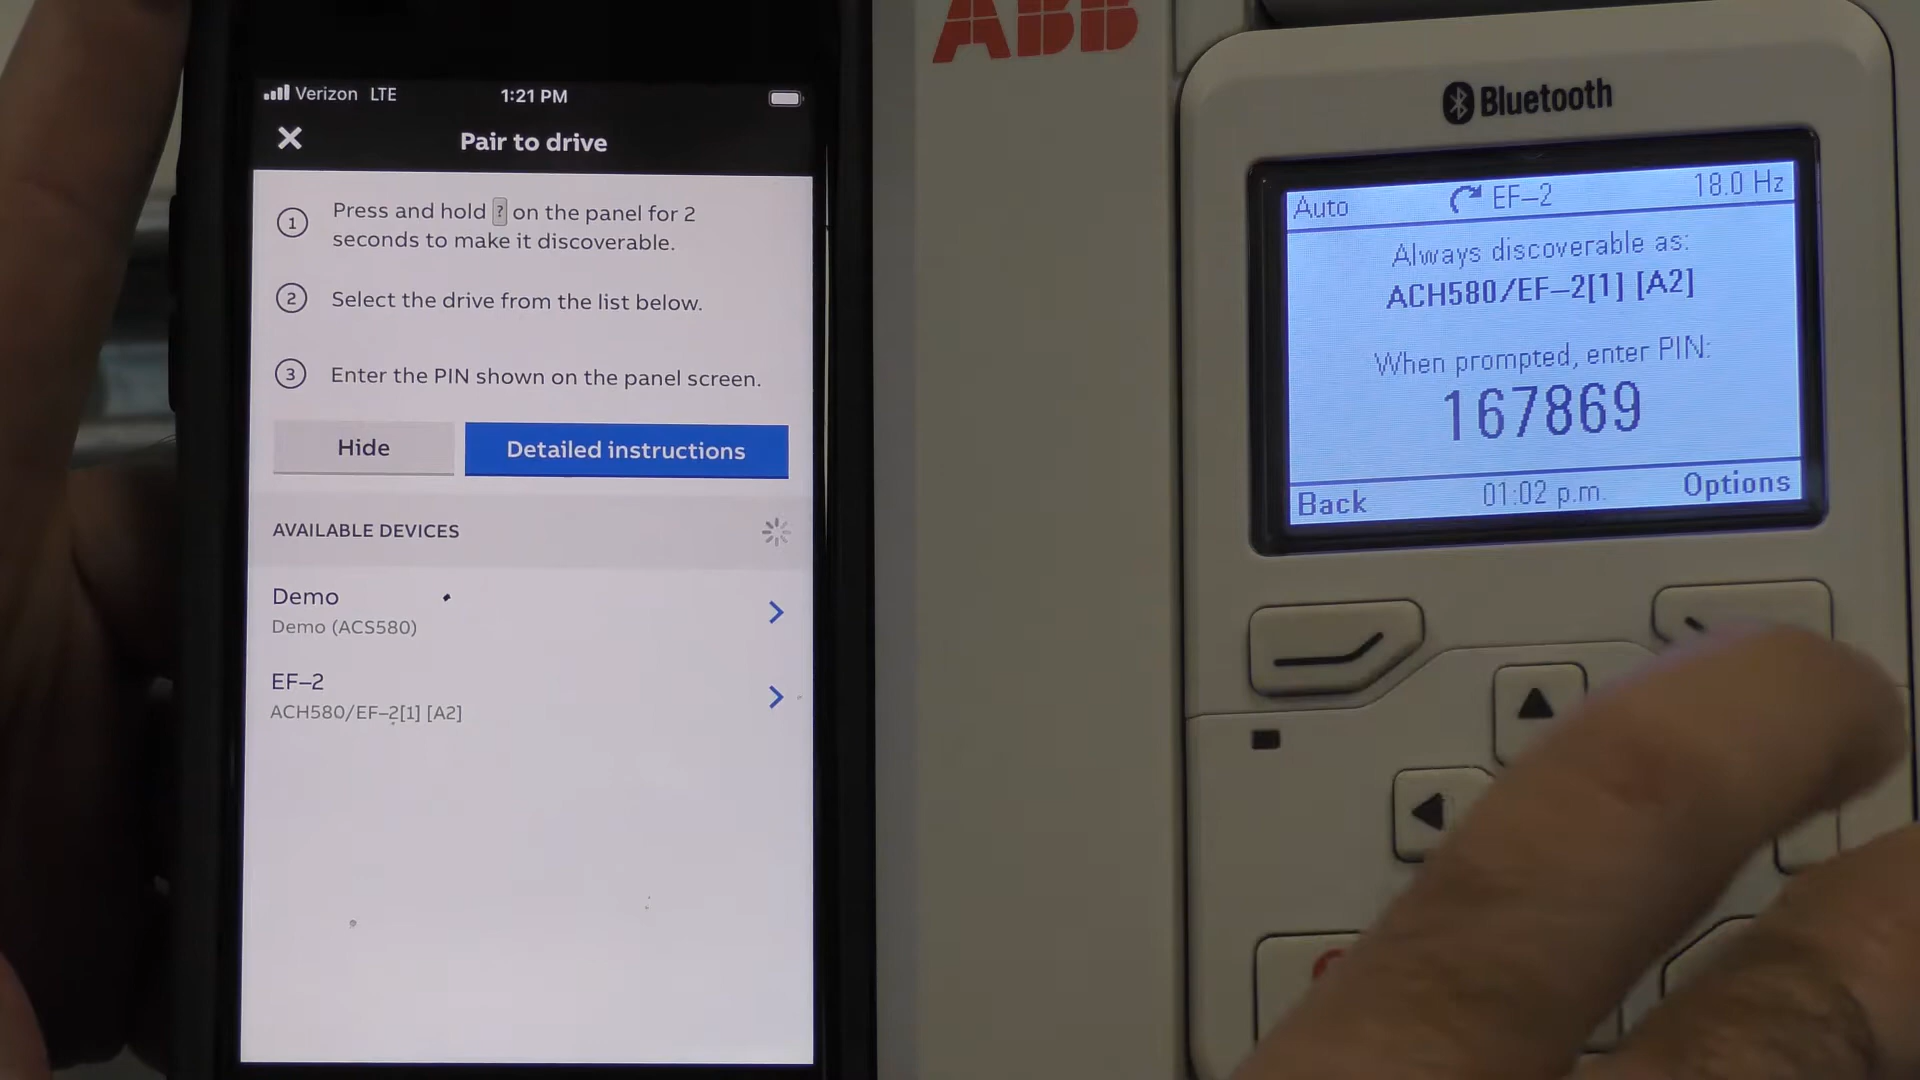 Verizon LTE 1:21 PM
Pair to drive
1 Press and hold ? on the panel for 2
seconds to make it discoverable.
2 Select the drive from the list below.
3 Enter the PIN shown on the panel screen.
Hide Detailed instructions
AVAILABLE DEVICES
Demo
Demo (ACS580)
EF-2
ACH580/EF-2[1] [A2]
ABB
Bluetooth
Auto EF-2 18.0 Hz
Always discoverable as:
ACH580/EF-2[1] [A2]
When prompted, enter PIN:
167869
Back 01:02 p.m. Options